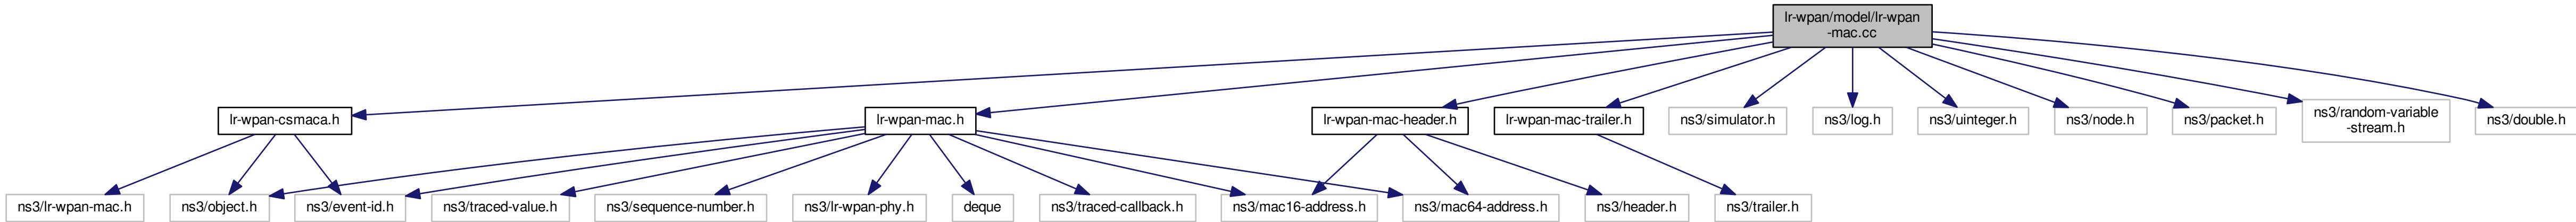 lr-wpan/model/lr-wpan
-mac.cc
lr-wpan-csmaca.h
lr-wpan-mac.h
lr-wpan-mac-header.h
lr-wpan-mac-trailer.h
ns3/simulator.h
ns3/log.h
ns3/uinteger.h
ns3/node.h
ns3/packet.h
ns3/random-variable
-stream.h
ns3/double.h
ns3/lr-wpan-mac.h
ns3/object.h
ns3/event-id.h
ns3/traced-value.h
ns3/sequence-number.h
ns3/lr-wpan-phy.h
deque
ns3/traced-callback.h
ns3/mac16-address.h
ns3/mac64-address.h
ns3/header.h
ns3/trailer.h